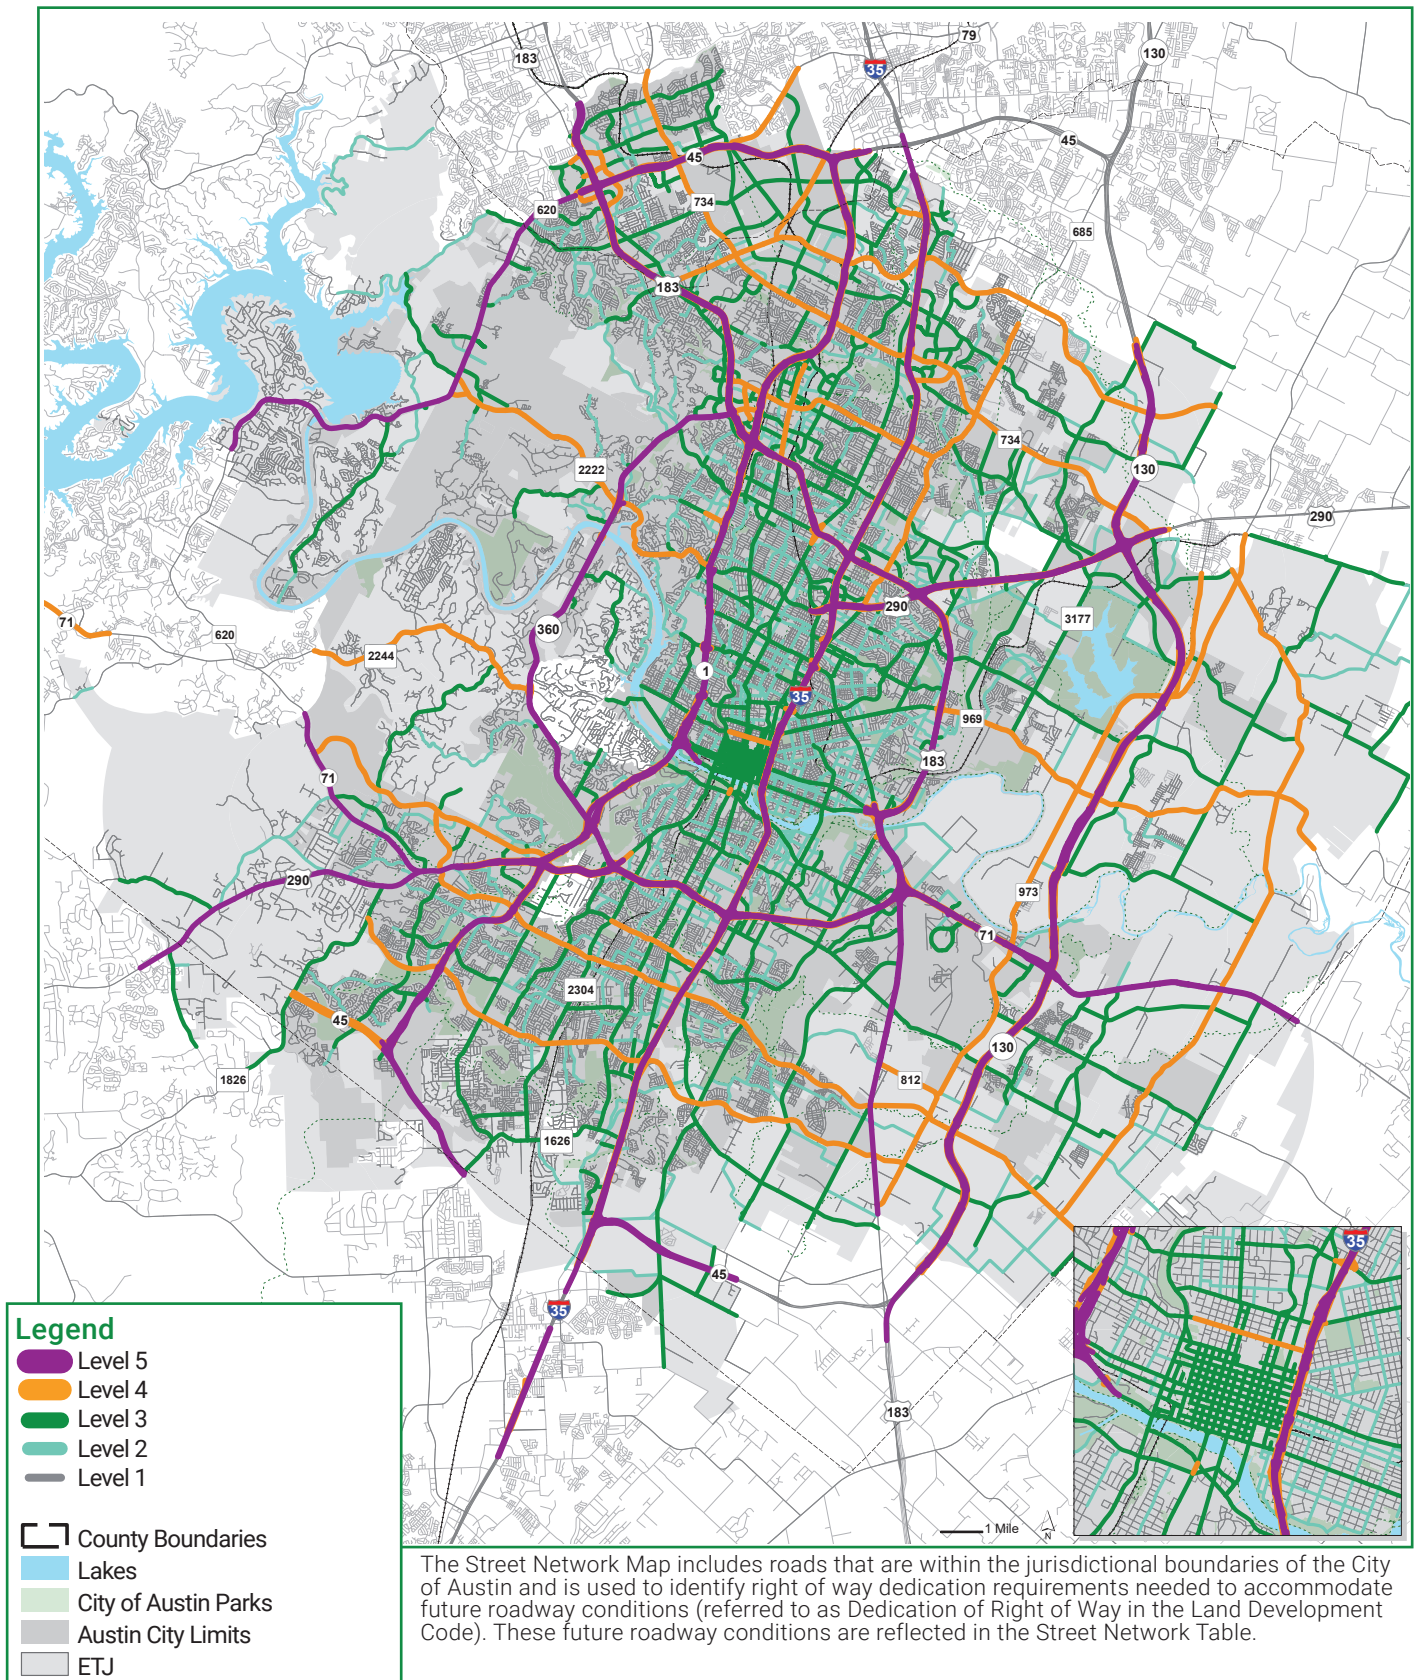 79
183
35
130
45
45
734
620
685
183
734
2222
130
290
290
3177
71
620
360
2244
1
35
969
183
71
290
973
71
2304
45
130
1826
812
1626
45
35
183
35
1 Mile
N
Legend
Level 5
Level 4
Level 3
Level 2
Level 1
County Boundaries
Lakes
City of Austin Parks
Austin City Limits
ETJ
The Street Network Map includes roads that are within the jurisdictional boundaries of the City
of Austin and is used to identify right of way dedication requirements needed to accommodate
future roadway conditions (referred to as Dedication of Right of Way in the Land Development
Code). These future roadway conditions are reflected in the Street Network Table.